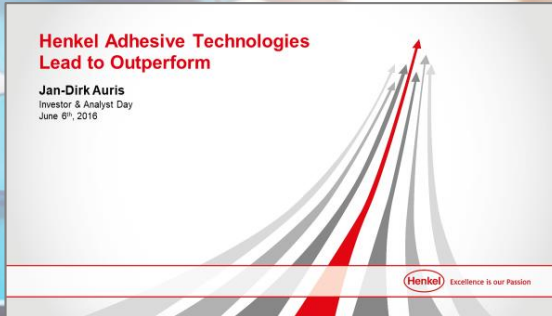 Henkel Adhesive Technologies
Lead to Outperform
Jan-Dirk Auris
Investor & Analyst Day
June 6th, 2016
Henkel Excellence is our Passion